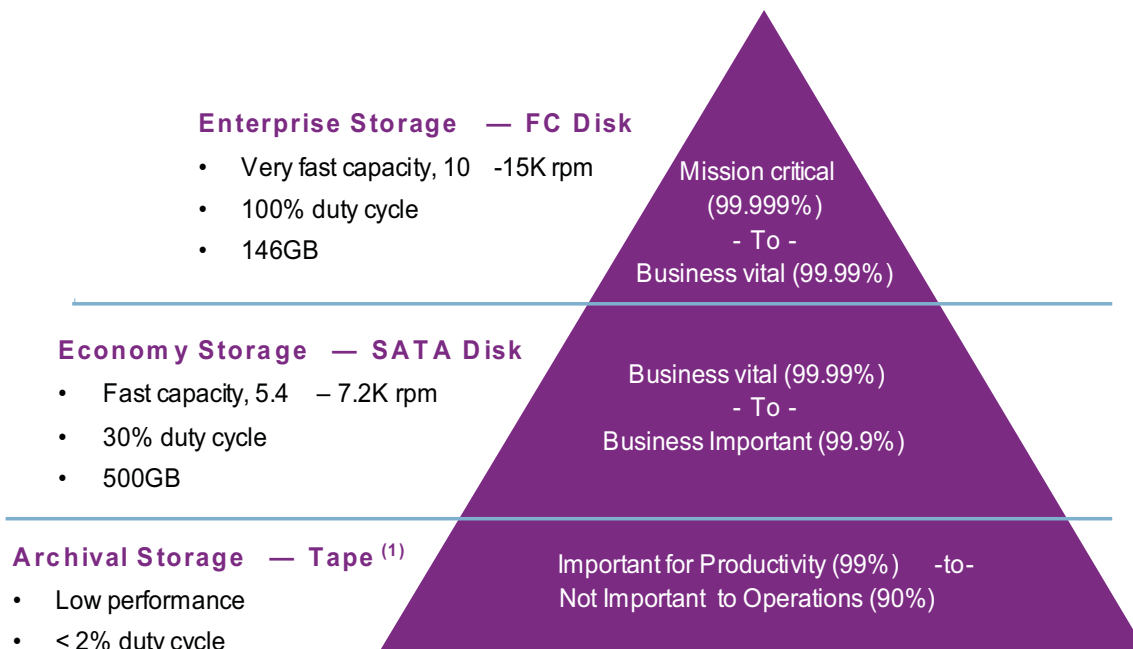 Enterprise Storage — FC Disk
• Very fast capacity, 10 -15K rpm
• 100% duty cycle
• 146GB
Mission critical
(99.999%)
- To -
Business vital (99.99%)
Economy Storage — SATA Disk
• Fast capacity, 5.4 – 7.2K rpm
• 30% duty cycle
• 500GB
Business vital (99.99%)
- To -
Business Important (99.9%)
Archival Storage — Tape (1)
• Low performance
• < 2% duty cycle
Important for Productivity (99%) -to-
Not Important to Operations (90%)